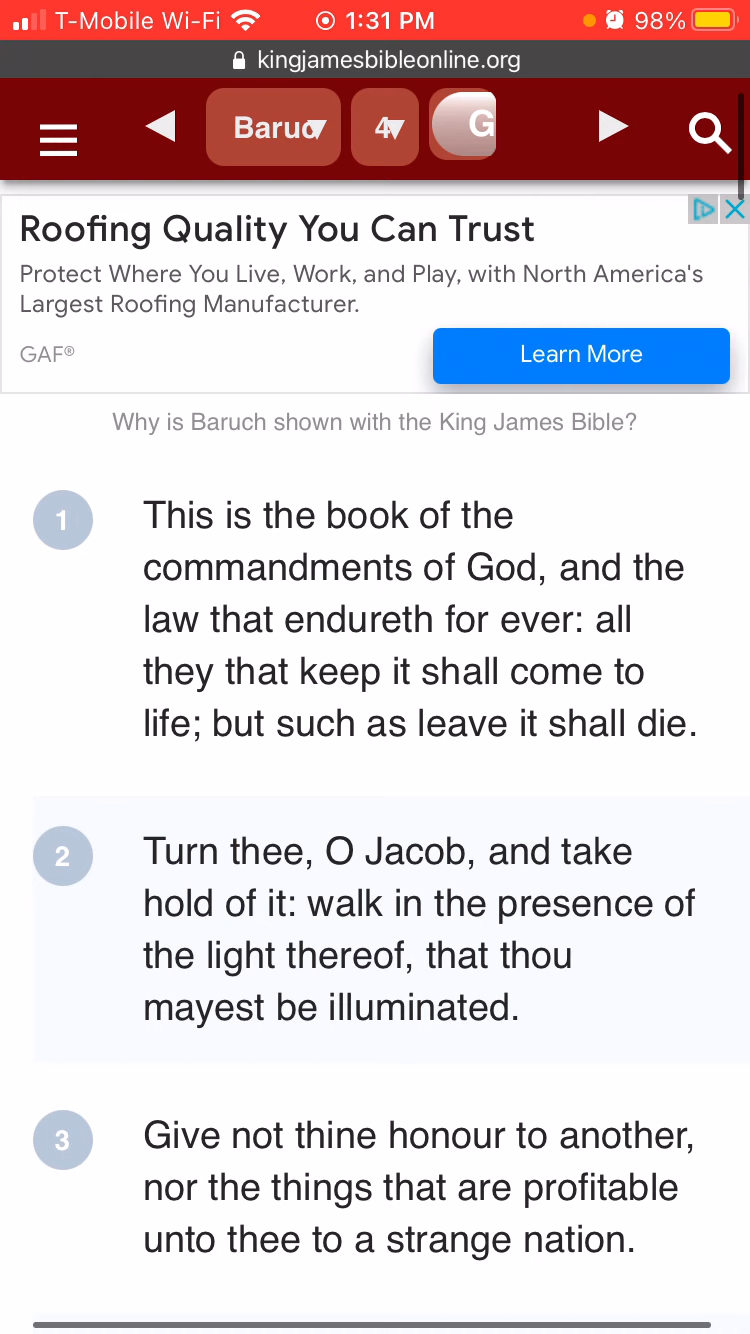 T-Mobile Wi-Fi 1:31 PM 98%
kingjamesbibleonline.org
Baruc 4 G
Roofing Quality You Can Trust
Protect Where You Live, Work, and Play, with North America's
Largest Roofing Manufacturer.
GAF®
Learn More
Why is Baruch shown with the King James Bible?
1 This is the book of the
commandments of God, and the
law that endureth for ever: all
they that keep it shall come to
life; but such as leave it shall die.
2 Turn thee, O Jacob, and take
hold of it: walk in the presence of
the light thereof, that thou
mayest be illuminated.
3 Give not thine honour to another,
nor the things that are profitable
unto thee to a strange nation.